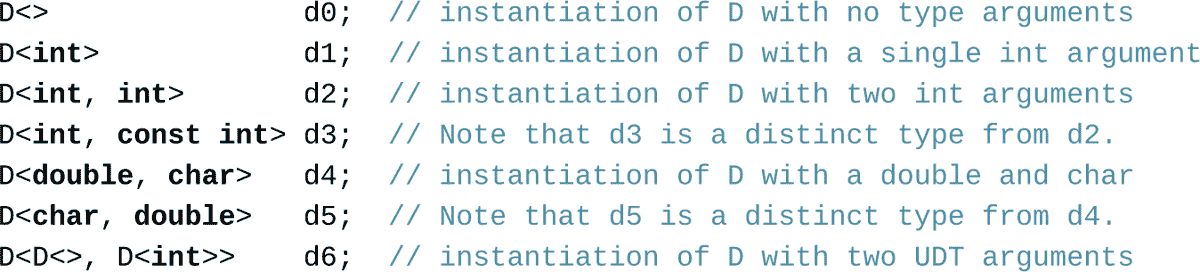 D<>             d0;  // instantiation of D with no type arguments
D<int>          d1;  // instantiation of D with a single int argument
D<int, int>     d2;  // instantiation of D with two int arguments
D<int, const int> d3;  // Note that d3 is a distinct type from d2.
D<double, char>   d4;  // instantiation of D with a double and char
D<char, double>   d5;  // Note that d5 is a distinct type from d4.
D<D<>, D<int>>    d6;  // instantiation of D with two UDT arguments